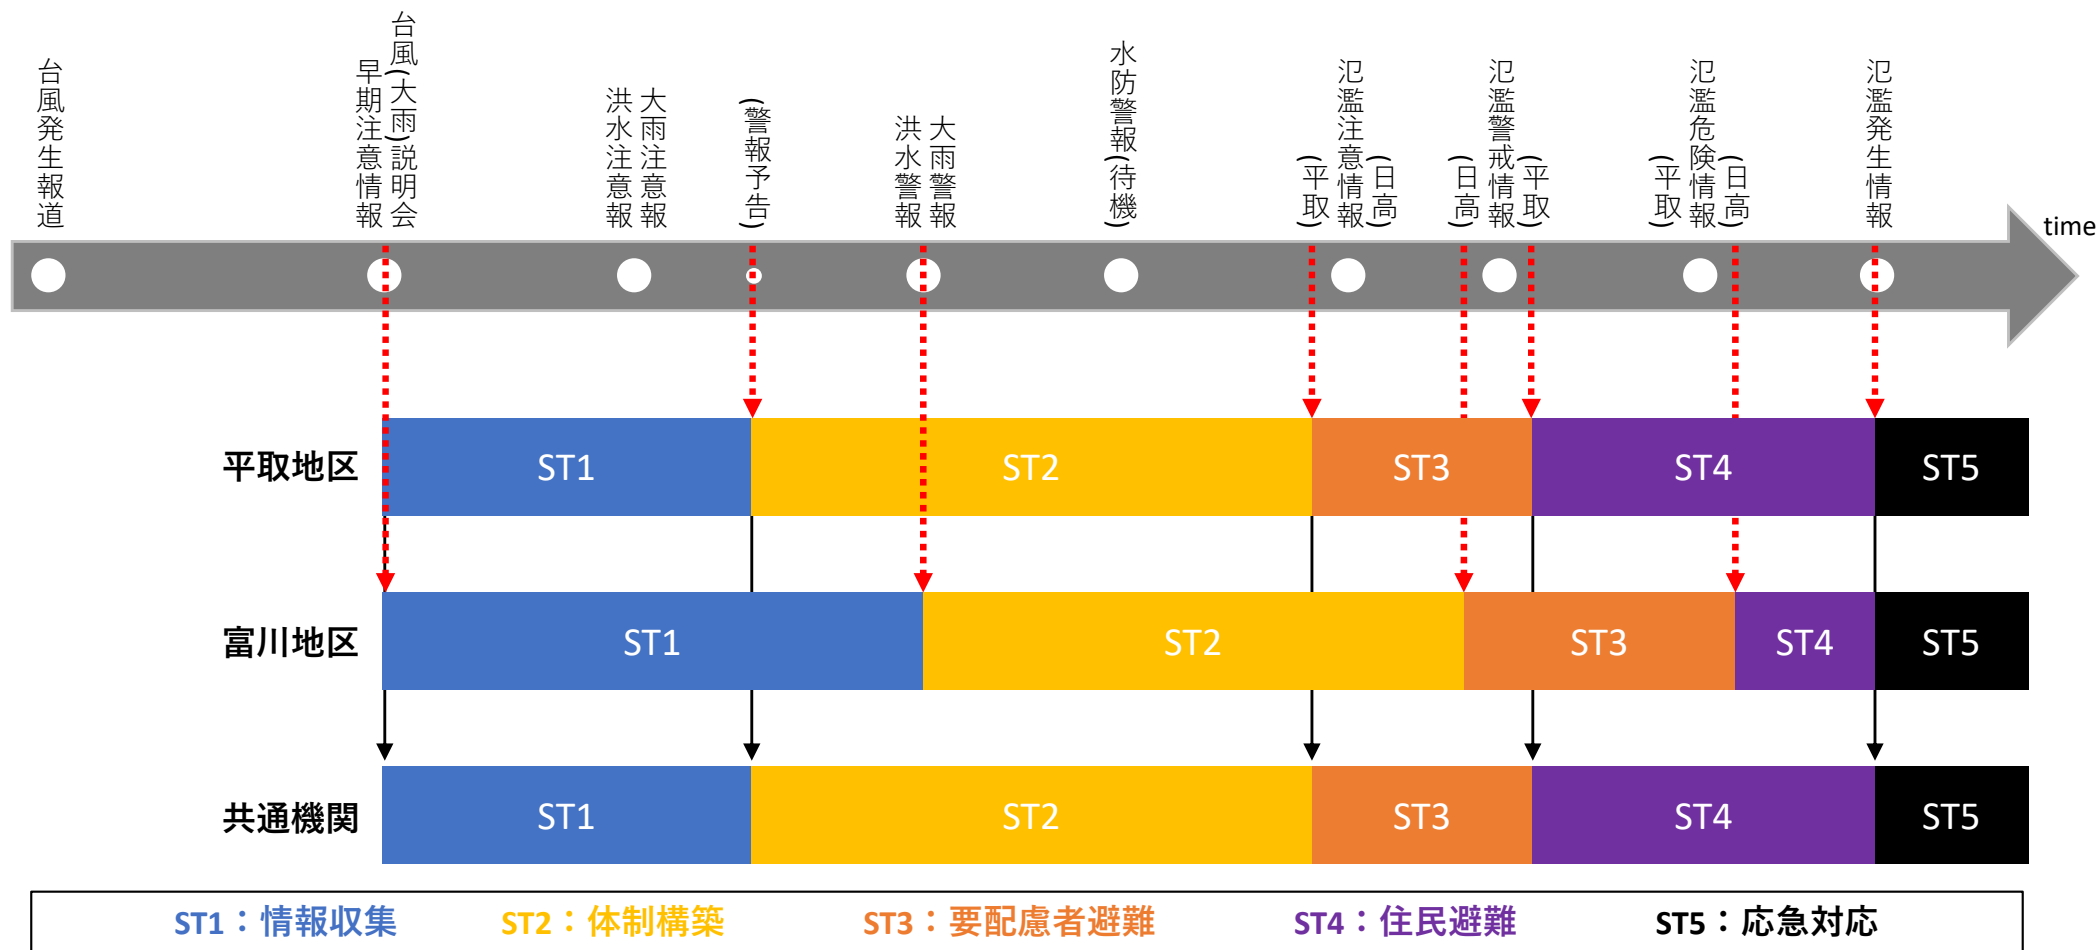 台風発生報道
台風(大雨)説明会
早期注意情報
大雨注意報
洪水注意報
(警報予告)
大雨警報
洪水警報
水防警報(待機)
(日高)
氾濫注意情報
(平取)
(平取)
氾濫警戒情報
(日高)
(日高)
氾濫危険情報
(平取)
氾濫発生情報
time
平取地区
ST1
ST2
ST3
ST4
ST5
富川地区
ST1
ST2
ST3
ST4
ST5
共通機関
ST1
ST2
ST3
ST4
ST5
ST1：情報収集
ST2：体制構築
ST3：要配慮者避難
ST4：住民避難
ST5：応急対応